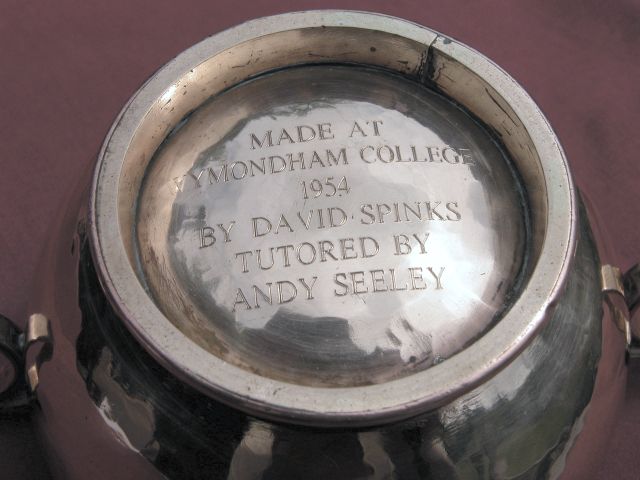 MADE AT
WYMONDHAM COLLEGE
1954
BY DAVID SPINKS
TUTORED BY
ANDY SEELEY